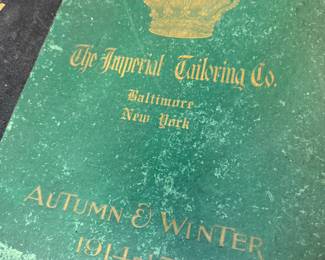 The Imperial Tailoring Co.
Baltimore
New York
AUTUMN & WINTER